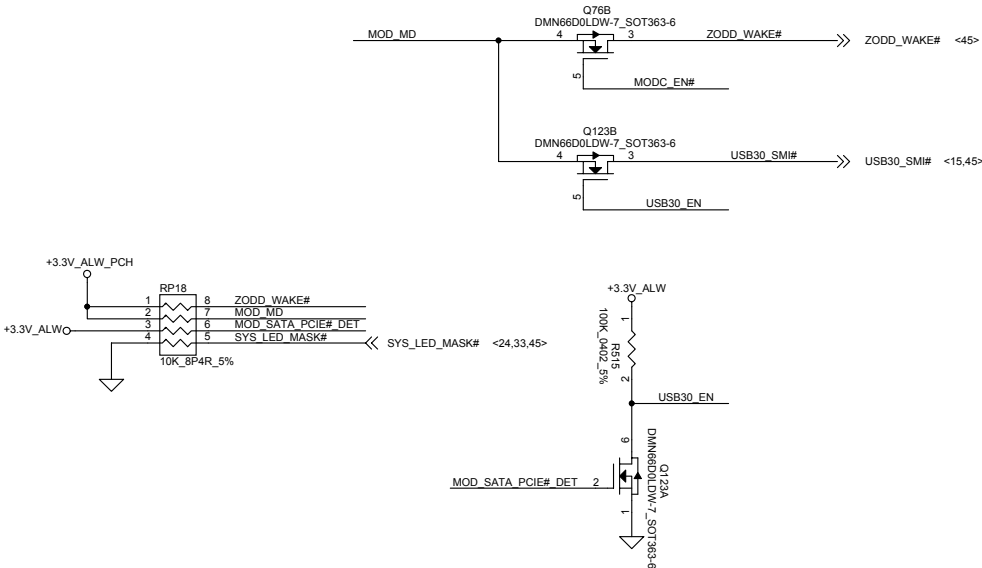 Q76B
DMN66D0LDW-7_SOT363-6
MOD_MD
4
3
ZODD_WAKE#
ZODD_WAKE# <45>
5
MODC_EN#
Q123B
DMN66D0LDW-7_SOT363-6
4
3
USB30_SMI#
USB30_SMI# <15,45>
5
USB30_EN
+3.3V_ALW_PCH
RP18
1
8
ZODD_WAKE#
2
7
MOD_MD
+3.3V_ALW
3
6
MOD_SATA_PCIE#_DET
4
5
SYS_LED_MASK#
SYS_LED_MASK# <24,33,45>
10K_8P4R_5%
+3.3V_ALW
1
R515
100K_0402_5%
2
USB30_EN
6
Q123A
DMN66D0LDW-7_SOT363-6
MOD_SATA_PCIE#_DET
2
1